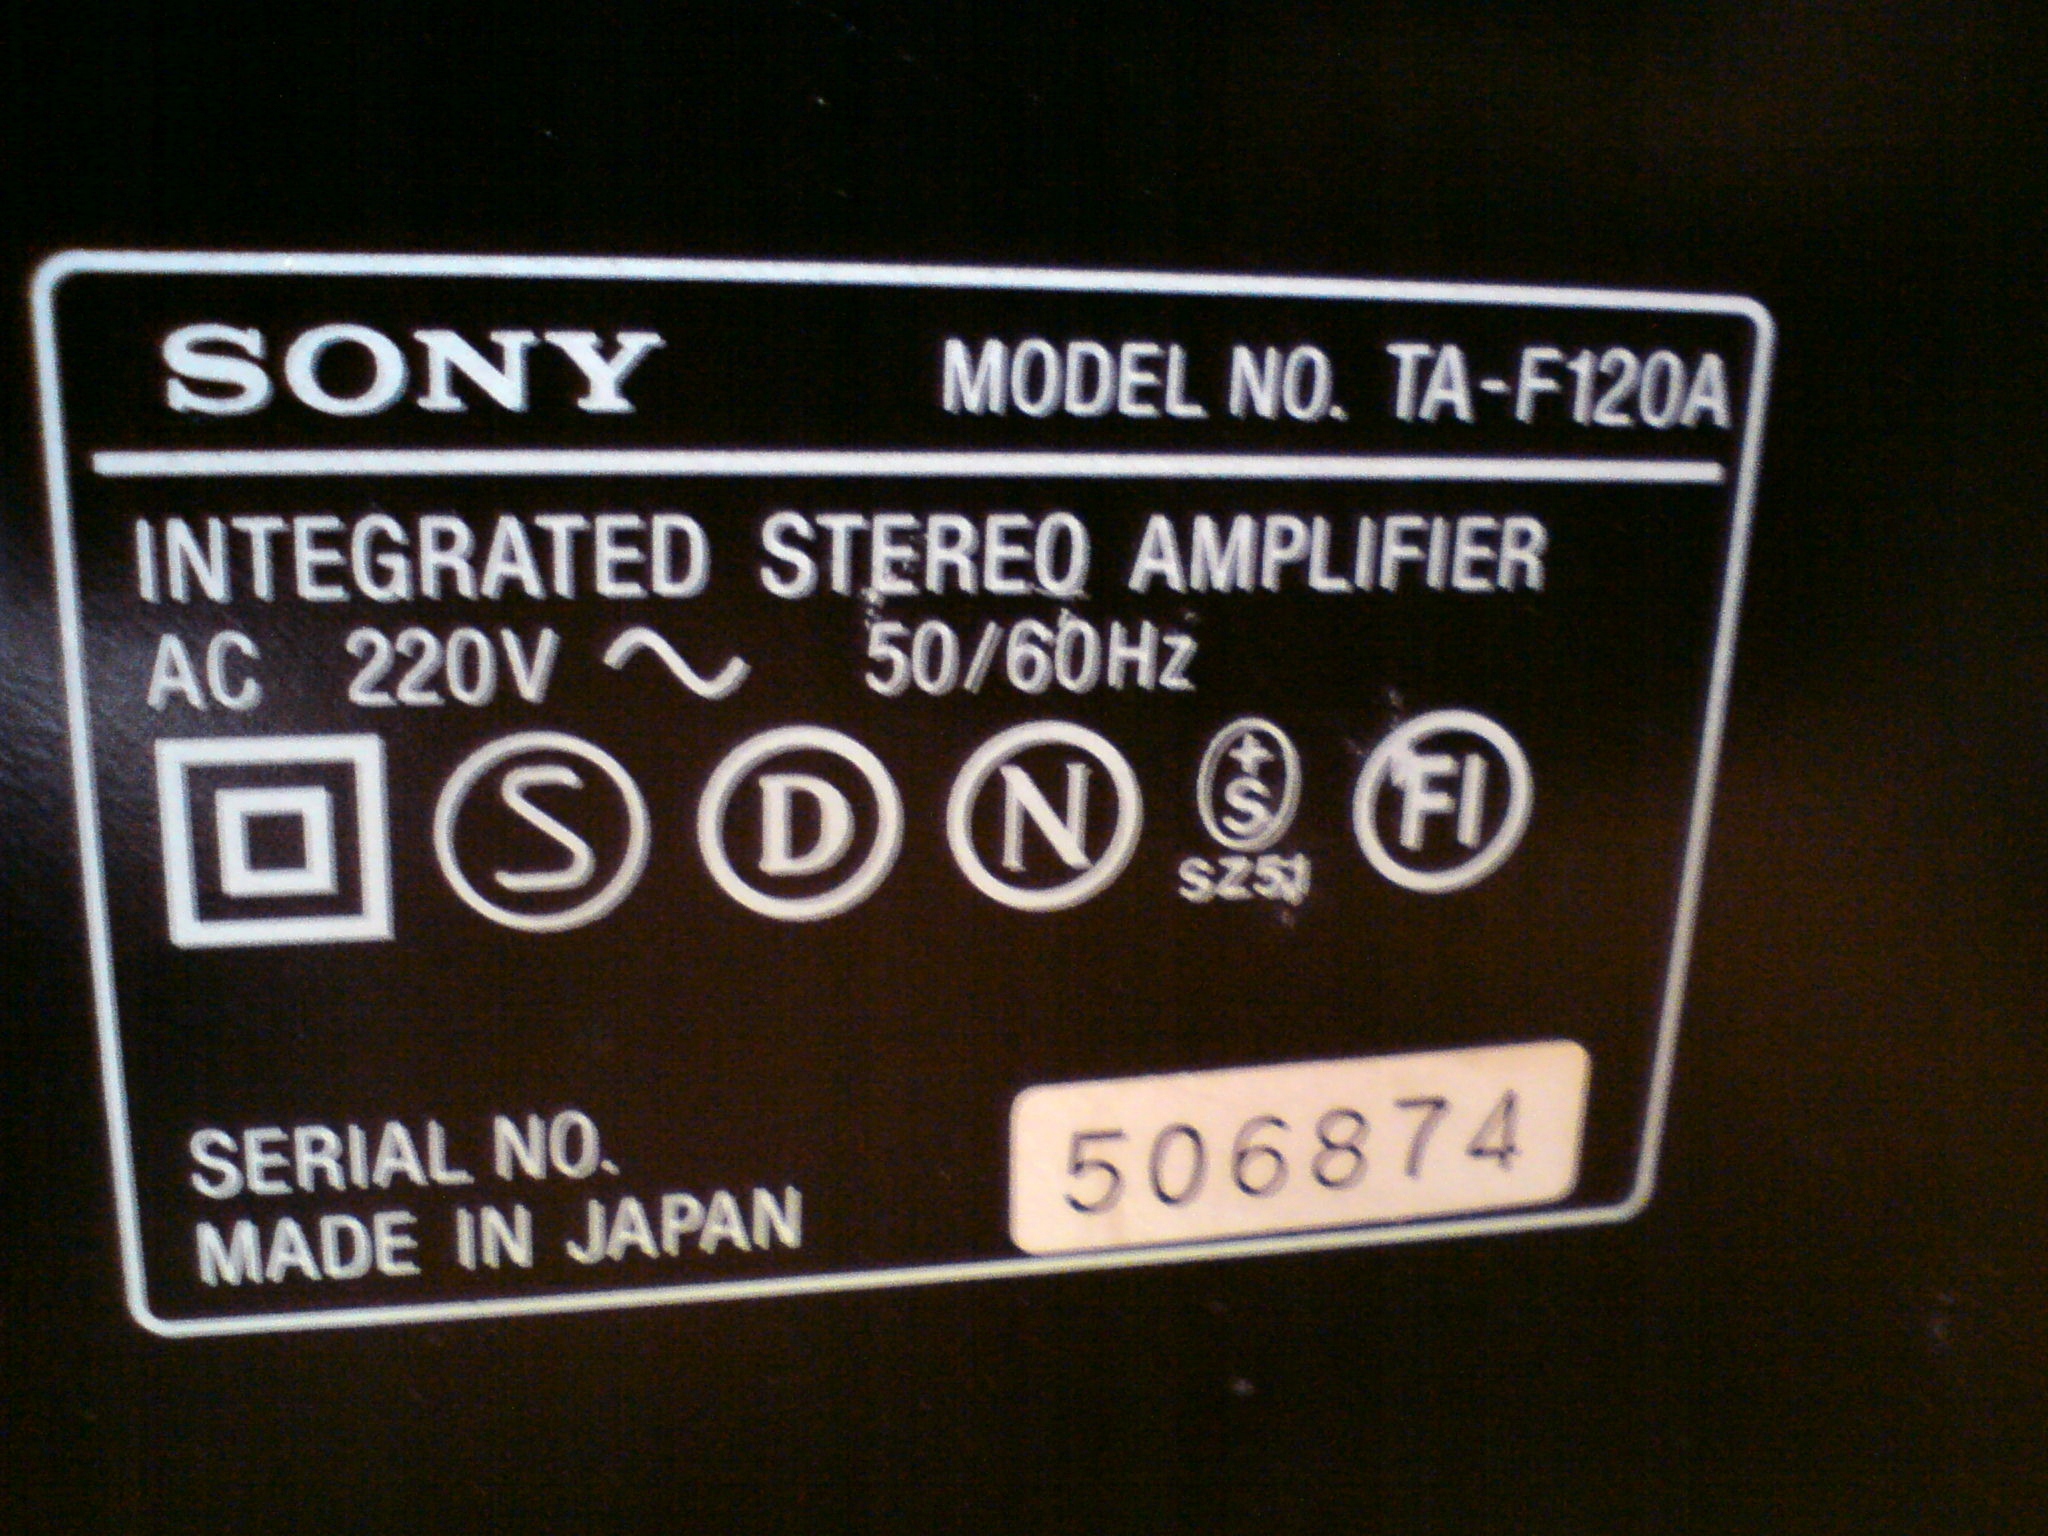 SONY MODEL NO. TA-F120A
INTEGRATED STEREO AMPLIFIER
AC 220V ~ 50/60Hz
S D N +S FI
SERIAL NO. 506874
MADE IN JAPAN